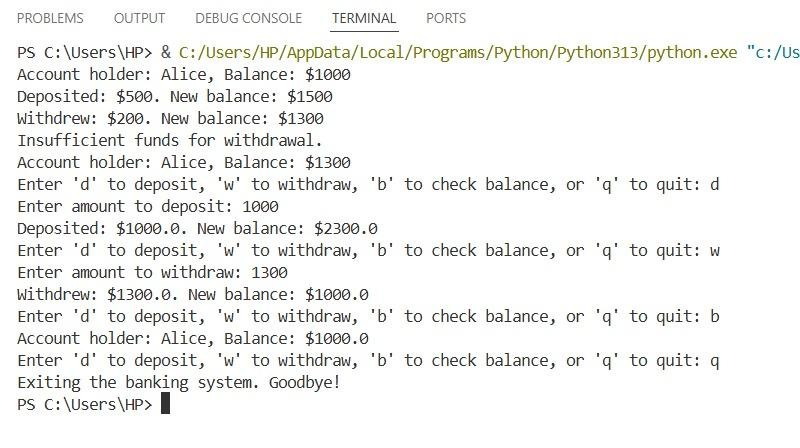 PROBLEMS OUTPUT DEBUG CONSOLE TERMINAL PORTS
PS C:\Users\HP> & C:/Users/HP/AppData/Local/Programs/Python/Python313/python.exe "c:/Us
Account holder: Alice, Balance: $1000
Deposited: $500. New balance: $1500
Withdrew: $200. New balance: $1300
Insufficient funds for withdrawal.
Account holder: Alice, Balance: $1300
Enter 'd' to deposit, 'w' to withdraw, 'b' to check balance, or 'q' to quit: d
Enter amount to deposit: 1000
Deposited: $1000.0. New balance: $2300.0
Enter 'd' to deposit, 'w' to withdraw, 'b' to check balance, or 'q' to quit: w
Enter amount to withdraw: 1300
Withdrew: $1300.0. New balance: $1000.0
Enter 'd' to deposit, 'w' to withdraw, 'b' to check balance, or 'q' to quit: b
Account holder: Alice, Balance: $1000.0
Enter 'd' to deposit, 'w' to withdraw, 'b' to check balance, or 'q' to quit: q
Exiting the banking system. Goodbye!
PS C:\Users\HP>